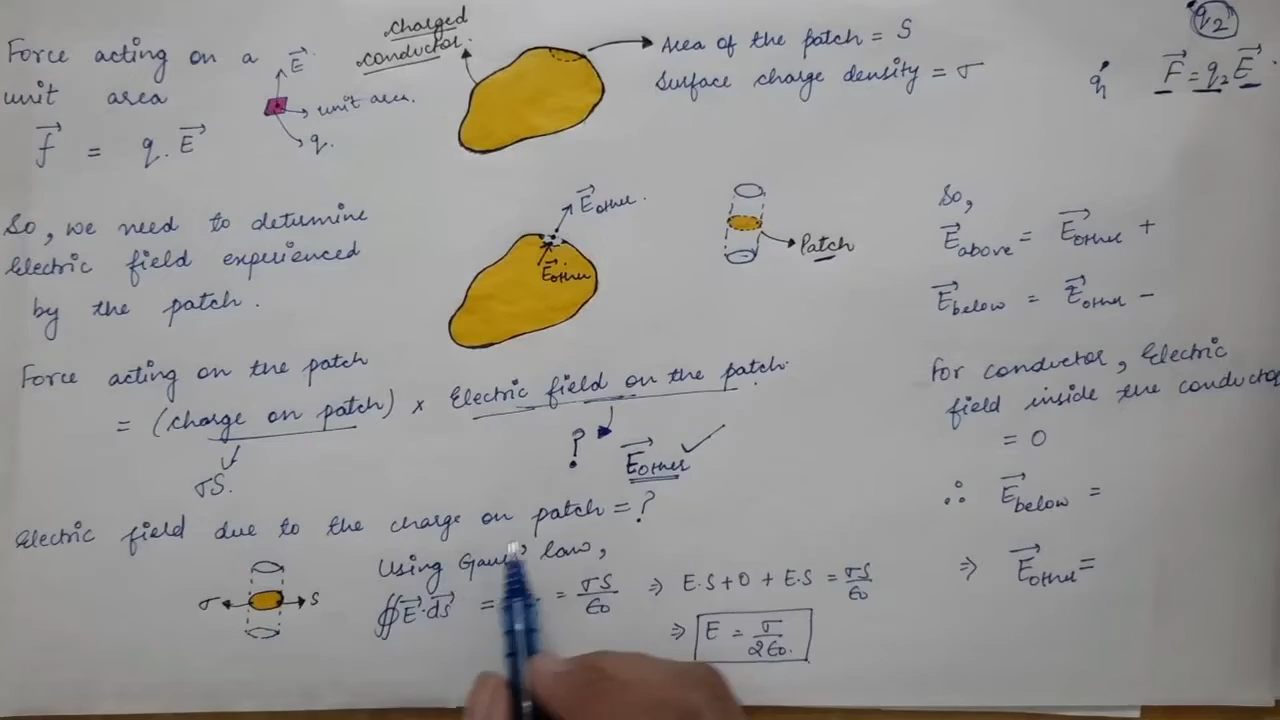 Force acting on a
unit area
f⃗ = q. E⃗
E⃗
unit area.
q.
charged
conductor.
Area of the patch = S
Surface charge density = σ
q₂
F⃗ = q₂E⃗
So, we need to determine
Electric field experienced
by the patch.
E⃗other.
E⃗other
Patch
So,
E⃗above = E⃗other +
E⃗below = E⃗other −
Force acting on the patch
= (charge on patch) × Electric field on the patch.
σS.
?
E⃗other ✓
For conductor, Electric
field inside the conductor
= 0
∴ E⃗below =
⇒ E⃗other =
Electric field due to the charge on patch = ?
σ
S
Using Gauss' law,
∯E⃗.ds⃗ = = σS/ε₀ ⇒ E.S + 0 + E.S = σS/ε₀
⇒ E = σ/2ε₀.